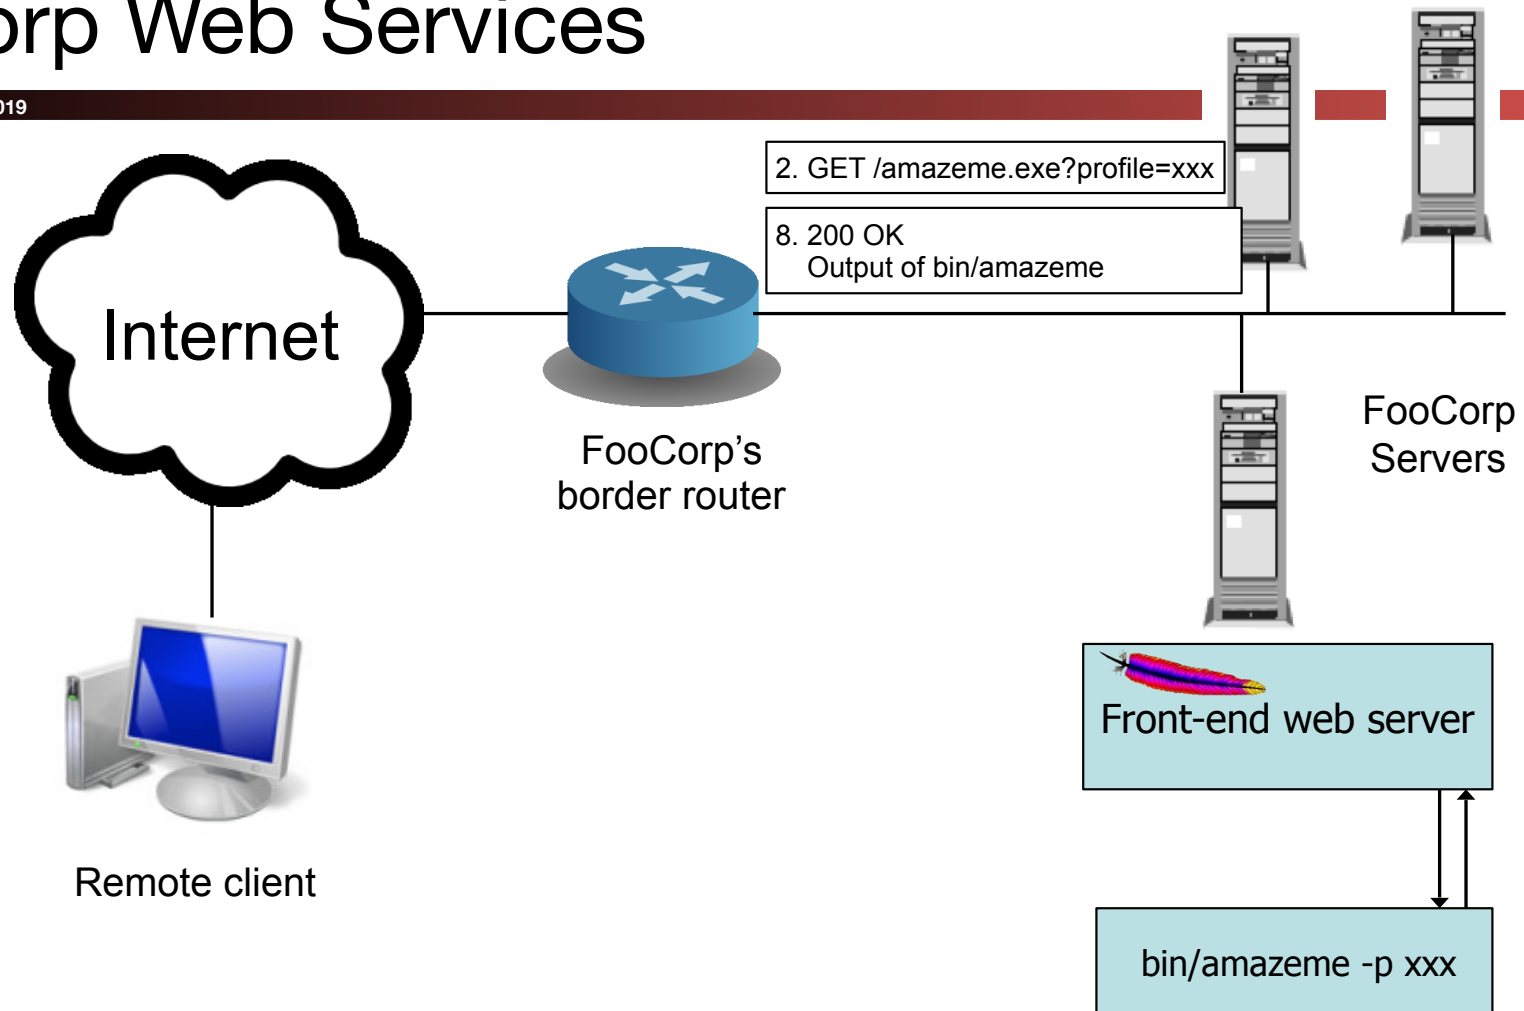 orp Web Services
019
2. GET /amazeme.exe?profile=xxx
8. 200 OK
Output of bin/amazeme
Internet
FooCorp's
border router
FooCorp
Servers
Front-end web server
Remote client
bin/amazeme -p xxx